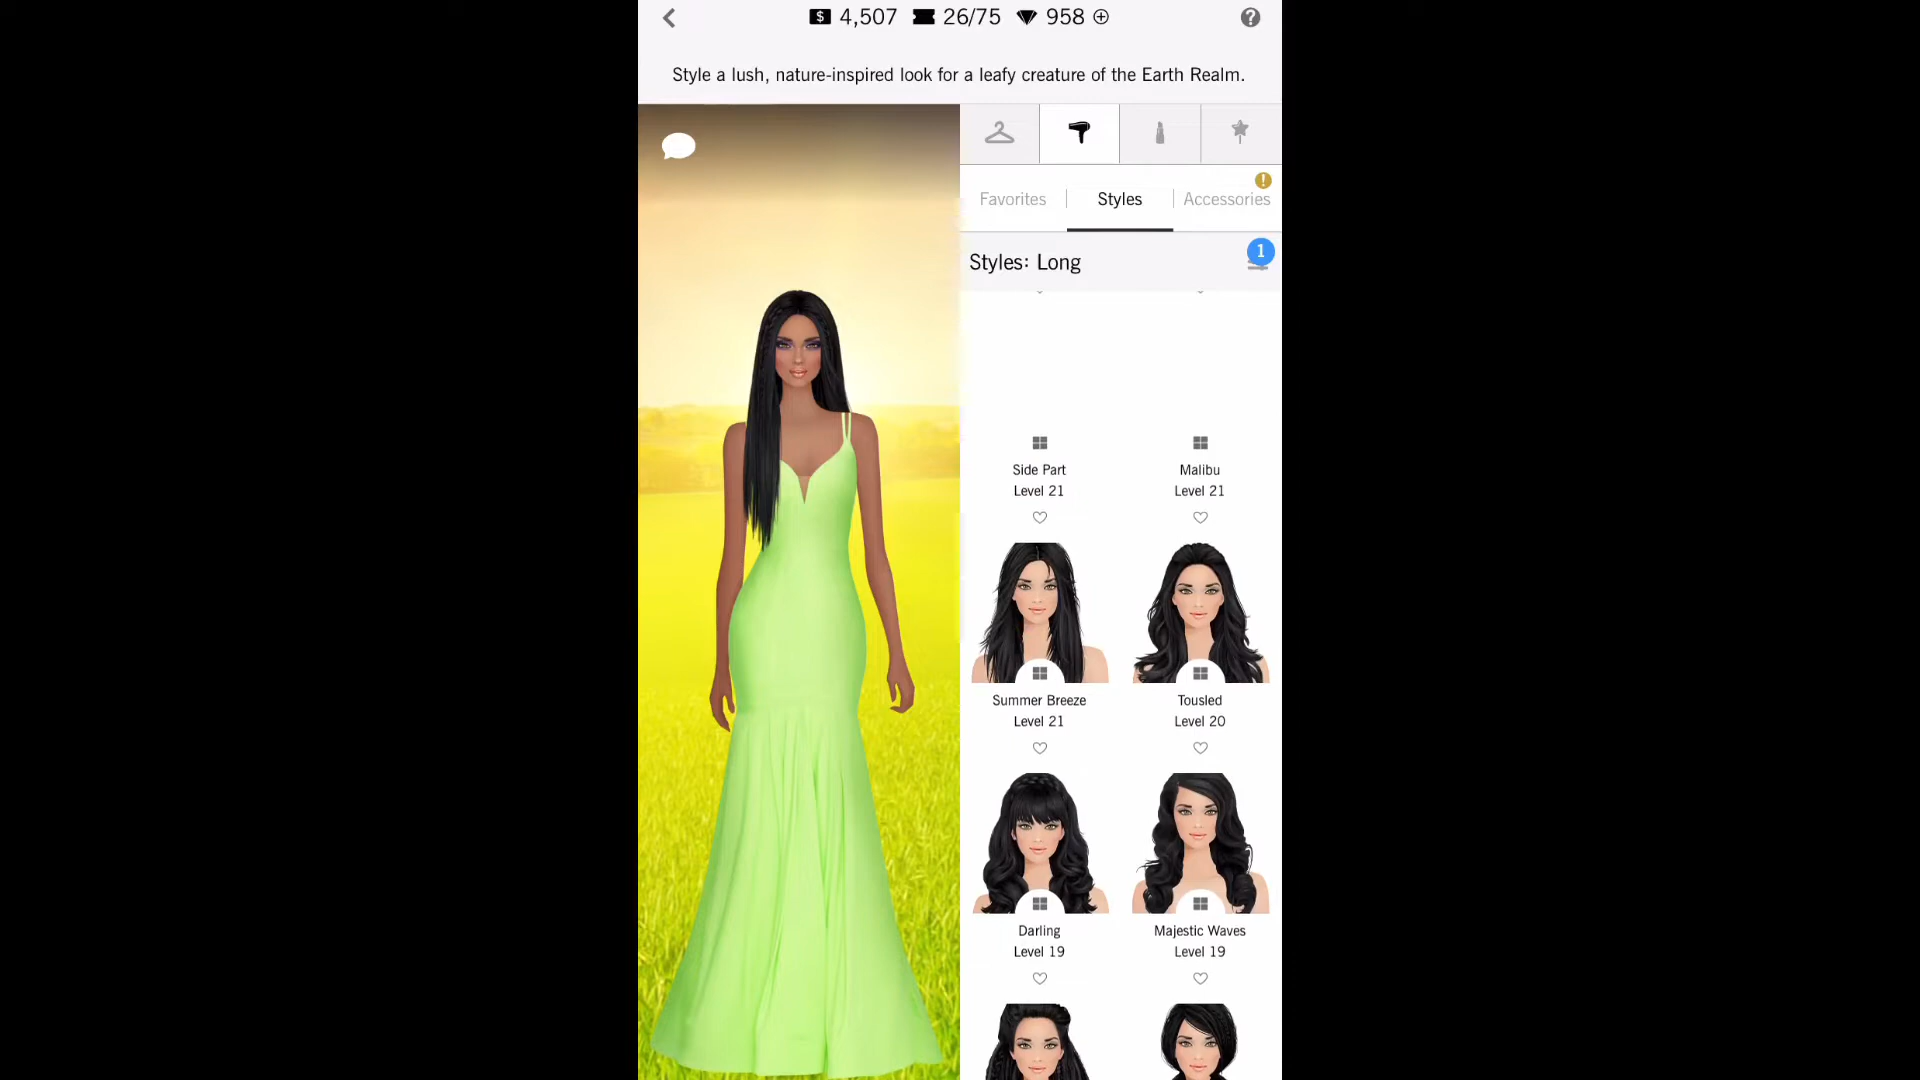 4,507 26/75 958
Style a lush, nature-inspired look for a leafy creature of the Earth Realm.
Favorites Styles Accessories
Styles: Long 1
Side Part Malibu
Level 21 Level 21
Summer Breeze Tousled
Level 21 Level 20
Darling Majestic Waves
Level 19 Level 19